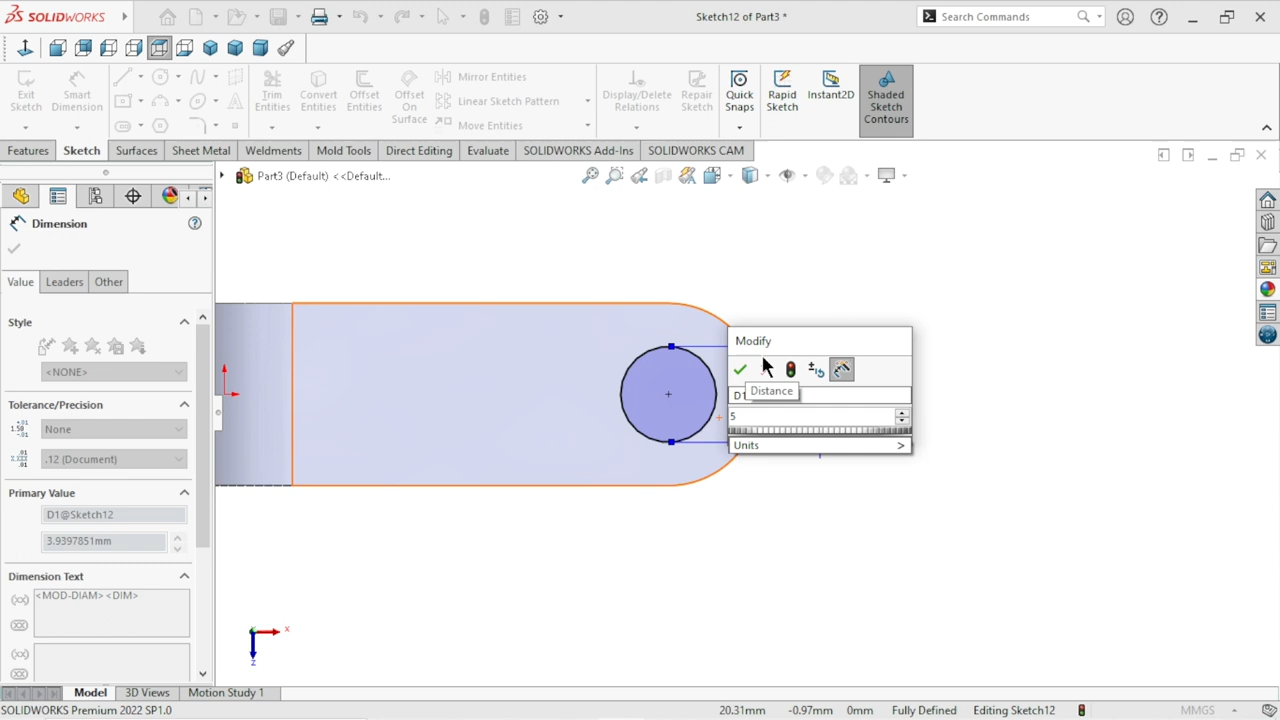 SOLIDWORKS
Sketch12 of Part3 *
Search Commands
Exit Sketch
Smart Dimension
Trim Entities
Convert Entities
Offset Entities
Offset On Surface
Mirror Entities
Linear Sketch Pattern
Move Entities
Display/Delete Relations
Repair Sketch
Quick Snaps
Rapid Sketch
Instant2D
Shaded Sketch Contours
Features
Sketch
Surfaces
Sheet Metal
Weldments
Mold Tools
Direct Editing
Evaluate
SOLIDWORKS Add-Ins
SOLIDWORKS CAM
Part3 (Default) <<Default...
Dimension
Value
Leaders
Other
Style
<NONE>
Tolerance/Precision
None
.12 (Document)
Primary Value
D1@Sketch12
3.9397851mm
Dimension Text
<MOD-DIAM><DIM>
Modify
Distance
5
Units
x
z
Model
3D Views
Motion Study 1
SOLIDWORKS Premium 2022 SP1.0
20.31mm
-0.97mm
0mm
Fully Defined
Editing Sketch12
MMGS